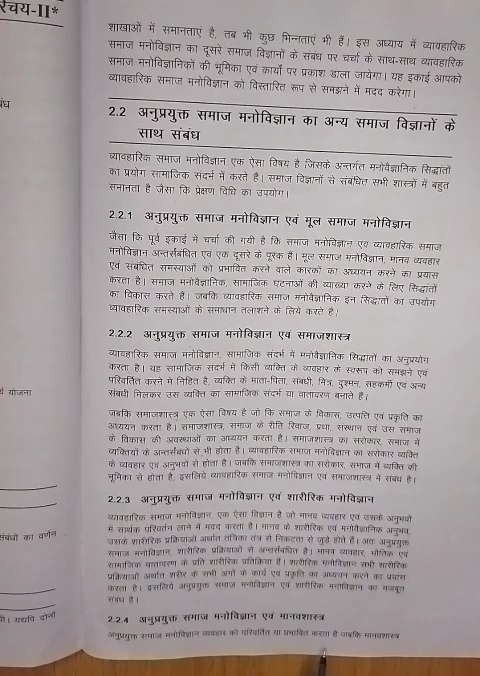 रिचय-II*
शाखाओं में समानताएं है, तब भी कुछ भिन्नताएं भी हैं। इस अध्याय में व्यावहारिक
समाज मनोविज्ञान का दूसरे समाज विज्ञानों के संबंध पर चर्चा के साथ-साथ व्यावहारिक
समाज मनोविज्ञानिकों की भूमिका एवं कार्यों पर प्रकाश डाला जायेगा। यह इकाई आपको
व्यावहारिक समाज मनोविज्ञान को विस्तारित रूप से समझने में मदद करेगा।
2.2 अनुप्रयुक्त समाज मनोविज्ञान का अन्य समाज विज्ञानों के
साथ संबंध
व्यावहारिक समाज मनोविज्ञान एक ऐसा विषय है जिसके अन्तर्गत मनोवैज्ञानिक सिद्धांतों
का प्रयोग सामाजिक संदर्भ में करते हैं। समाज विज्ञानों से संबंधित सभी शास्त्रों में बहुत
समानता है जैसा कि प्रेक्षण विधि का उपयोग।
2.2.1 अनुप्रयुक्त समाज मनोविज्ञान एवं मूल समाज मनोविज्ञान
जैसा कि पूर्व इकाई में चर्चा की गयी है कि समाज मनोविज्ञान एवं व्यावहारिक समाज
मनोविज्ञान अन्तर्संबंधित एवं एक दूसरे के पूरक हैं। मूल समाज मनोविज्ञान, मानव व्यवहार
एवं संबंधित समस्याओं को प्रभावित करने वाले कारको का अध्ययन करने का प्रयास
करता है। समाज मनोवैज्ञानिक, सामाजिक घटनाओं की व्याख्या करने के लिए सिद्धांतों
का विकास करते हैं। जबकि व्यावहारिक समाज मनोवैज्ञानिक इन सिद्धांतों का उपयोग
व्यावहारिक समस्याओं के समाधान तलाशने के लिये करते हैं।
2.2.2 अनुप्रयुक्त समाज मनोविज्ञान एवं समाजशास्त्र
व्यावहारिक समाज मनोविज्ञान, सामाजिक संदर्भ में मनोवैज्ञानिक सिद्धांतों का अनुप्रयोग
करता है। यह सामाजिक संदर्भ में किसी व्यक्ति के व्यवहार के स्वरूप को समझने एवं
परिवर्तित करने में निहित है, व्यक्ति के माता-पिता, संबंधी, मित्र, दुश्मन, सहकर्मी एवं अन्य
संबंधी मिलकर उस व्यक्ति का सामाजिक संदर्भ या वातावरण बनाते हैं।
र्य योजना
जबकि समाजशास्त्र एक ऐसा विषय है जो कि समाज के विकास, उत्पत्ति एवं प्रकृति का
अध्ययन करता है। समाजशास्त्र, समाज के रीति रिवाज, प्रथा, संस्थान एवं उस समाज
के विकास की अवस्थाओं का अध्ययन करता है। समाजशास्त्र का सरोकार, समाज में
व्यक्तियों के अन्तर्संबंधों से भी होता है। व्यावहारिक समाज मनोविज्ञान का सरोकार व्यक्ति
के व्यवहार एवं अनुभवों से होता है। जबकि समाजशास्त्र का सरोकार, समाज में व्यक्ति की
भूमिका से होता है, इसलिये व्यावहारिक समाज मनोविज्ञान एवं समाजशास्त्र में संबंध है।
2.2.3 अनुप्रयुक्त समाज मनोविज्ञान एवं शारीरिक मनोविज्ञान
व्यावहारिक समाज मनोविज्ञान, एक ऐसा विज्ञान है जो मानव व्यवहार एवं उसके अनुभवों
में सार्थक परिवर्तन लाने में मदद करता है। मानव के शारीरिक एवं मनोवैज्ञानिक अनुभव,
उसके शारीरिक प्रक्रियाओं अर्थात तंत्रिका तंत्र से निकटता से जुड़े होते है। अतः अनुप्रयुक्त
समाज मनोविज्ञान, शारीरिक प्रक्रियाओं से अन्तर्संबंधित है। मानव व्यवहार, भौतिक एवं
सामाजिक वातावरण के प्रति शारीरिक प्रतिक्रिया हैं। शारीरिक मनोविज्ञान सभी शारीरिक
प्रक्रियाओं अर्थात शरीर के सभी अंगों के कार्य एवं प्रकृति का अध्ययन करने का प्रयास
करता है। इसलिये अनुप्रयुक्त समाज मनोविज्ञान एवं शारीरिक मनोविज्ञान का मजबूत
संबंध है।
संबंधों का वर्णन
2.2.4 अनुप्रयुक्त समाज मनोविज्ञान एवं मानवशास्त्र
यद्यपि दोनों
अनुप्रयुक्त समाज मनोविज्ञान व्यवहार को परिवर्तित या प्रभावित करता है जबकि मानवशास्त्र